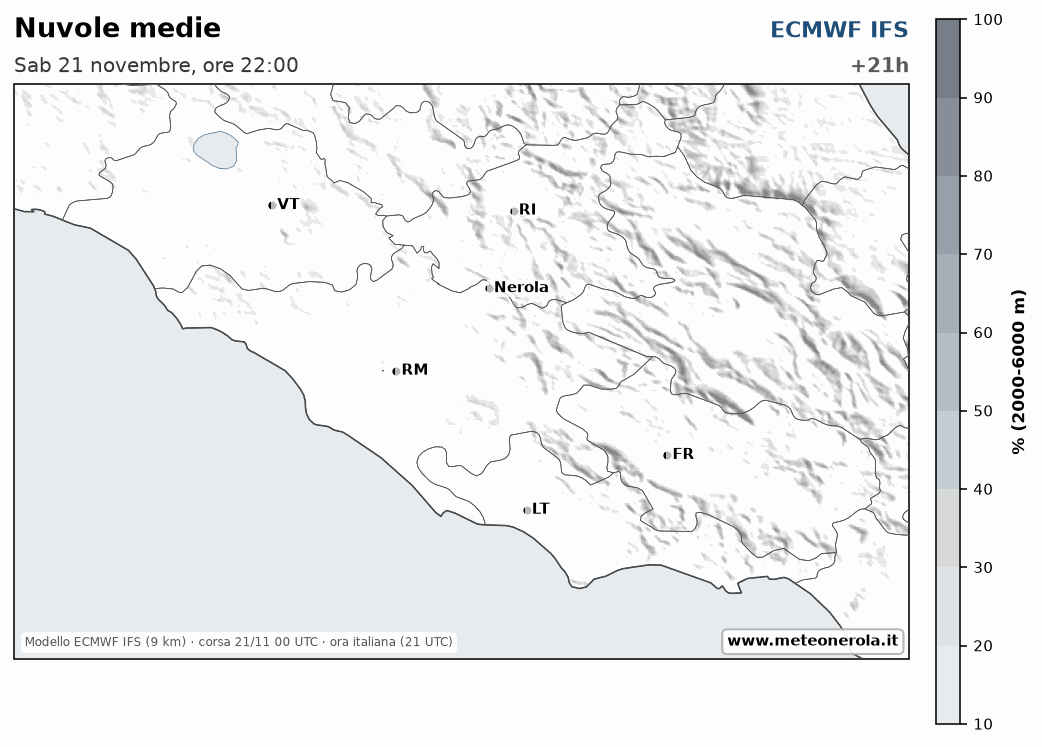 Nuvole medie
ECMWF IFS
Sab 21 novembre, ore 22:00
+21h
VT
RI
Nerola
RM
FR
LT
Modello ECMWF IFS (9 km) · corsa 21/11 00 UTC · ora italiana (21 UTC)
www.meteonerola.it
100
90
80
70
60
50
40
30
20
10
% (2000-6000 m)